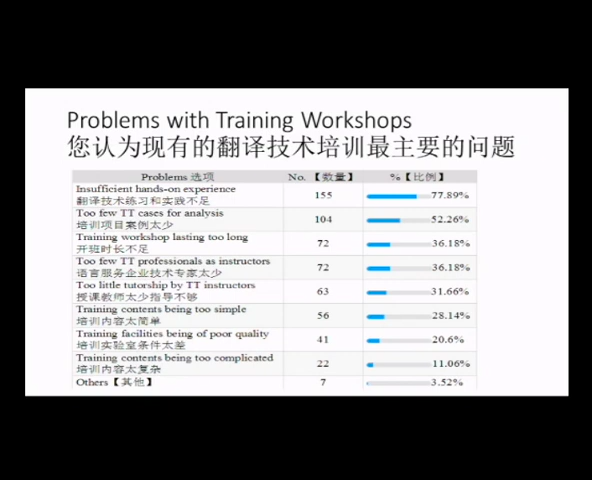 Problems with Training Workshops
您认为现有的翻译技术培训最主要的问题
Problems 选项 No. 【数量】 %【比例】
Insufficient hands-on experience
翻译技术练习和实践不足 155 77.89%
Too few TT cases for analysis
培训项目案例太少 104 52.26%
Training workshop lasting too long
开班时长不足 72 36.18%
Too few TT professionals as instructors
语言服务企业技术专家太少 72 36.18%
Too little tutorship by TT instructors
授课教师太少指导不够 63 31.66%
Training contents being too simple
培训内容太简单 56 28.14%
Training facilities being of poor quality
培训实验室条件太差 41 20.6%
Training contents being too complicated
培训内容太复杂 22 11.06%
Others【其他】 7 3.52%